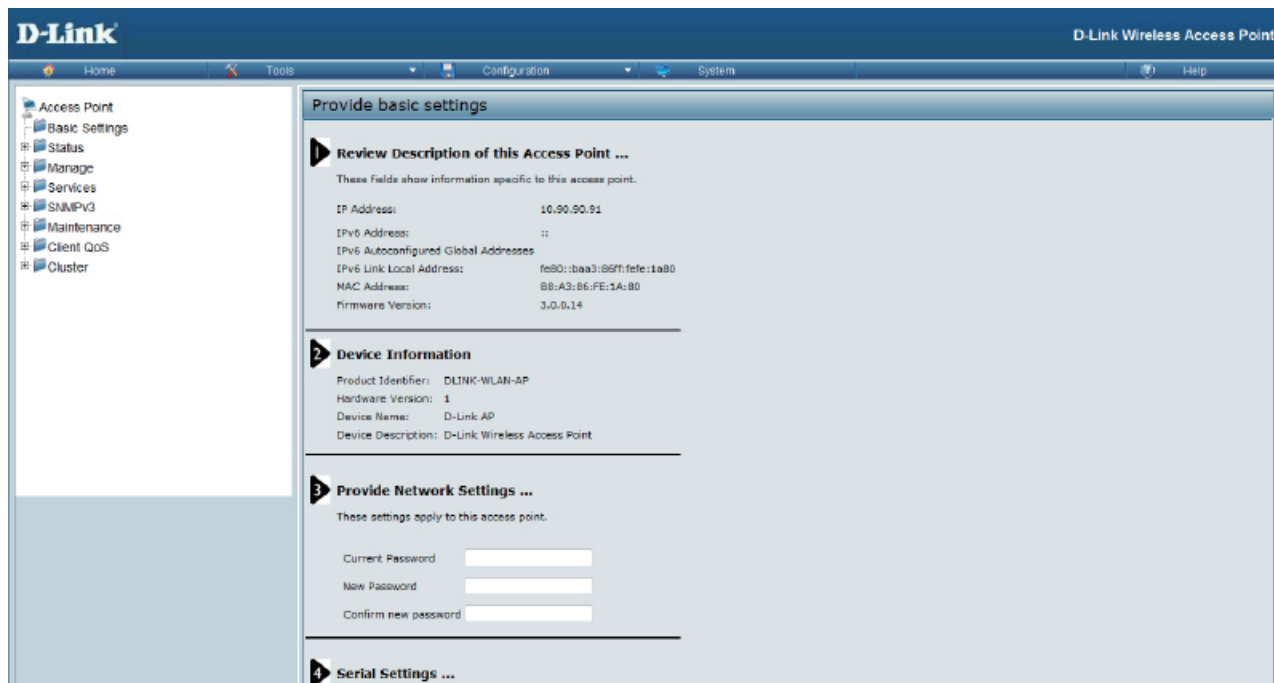 D-Link
D-Link Wireless Access Point
Home Tools Configuration System Help
Access Point
Basic Settings
Status
Manage
Services
SNMPv3
Maintenance
Client QoS
Cluster
Provide basic settings
1 Review Description of this Access Point ...
These fields show information specific to this access point.
IP Address: 10.90.90.91
IPv6 Address: ::
IPv6 Autoconfigured Global Addresses
IPv6 Link Local Address: fe80::baa3:86ff:fefe:1a80
MAC Address: B8:A3:86:FE:1A:80
Firmware Version: 3.0.0.14
2 Device Information
Product Identifier: DLINK-WLAN-AP
Hardware Version: 1
Device Name: D-Link AP
Device Description: D-Link Wireless Access Point
3 Provide Network Settings ...
These settings apply to this access point.
Current Password
New Password
Confirm new password
4 Serial Settings ...